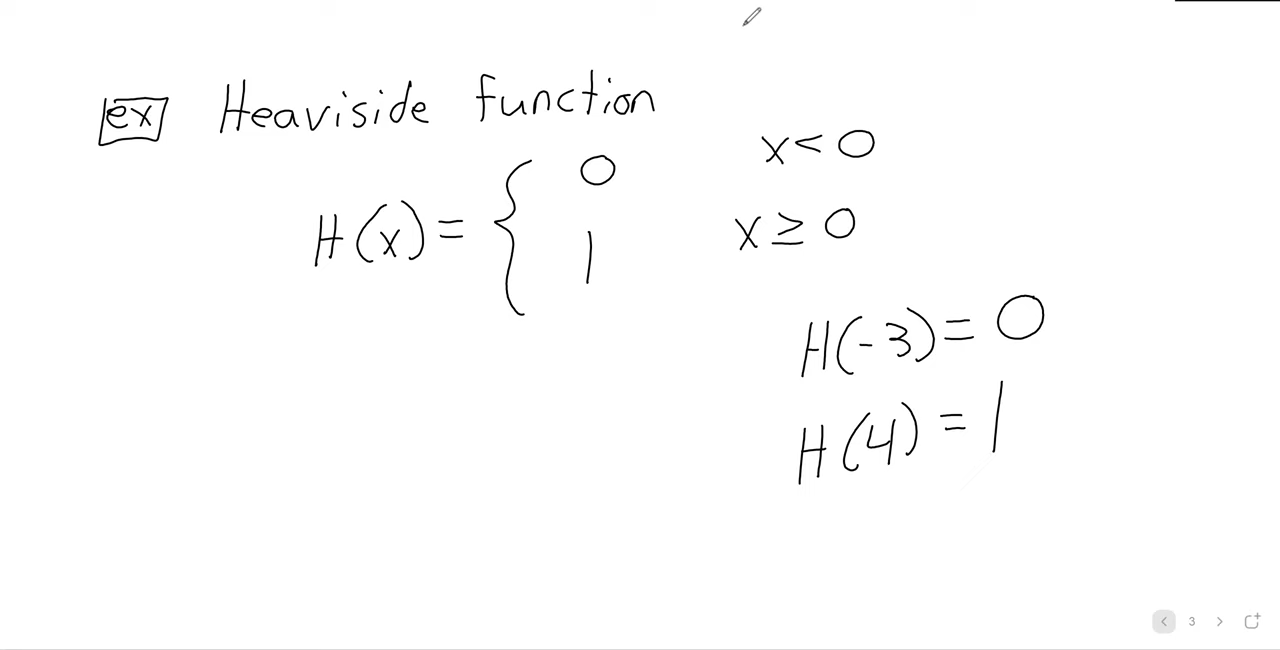 ex Heaviside function
H(x) = { 0 x < 0
1 x ≥ 0
H(-3) = 0
H(4) = 1
3